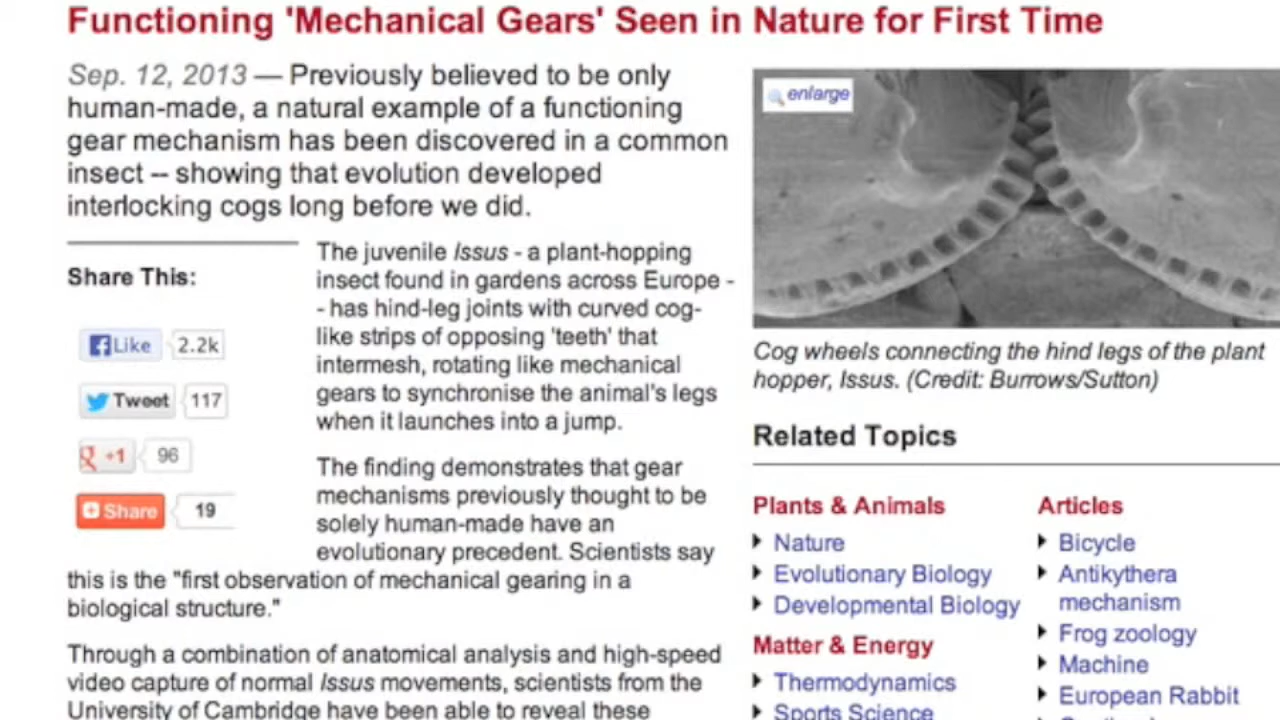 Functioning 'Mechanical Gears' Seen in Nature for First Time
Sep. 12, 2013 — Previously believed to be only
human-made, a natural example of a functioning
gear mechanism has been discovered in a common
insect -- showing that evolution developed
interlocking cogs long before we did.
Share This:
Like 2.2k
Tweet 117
+1 96
Share 19
The juvenile Issus - a plant-hopping
insect found in gardens across Europe -
- has hind-leg joints with curved cog-
like strips of opposing 'teeth' that
intermesh, rotating like mechanical
gears to synchronise the animal's legs
when it launches into a jump.
The finding demonstrates that gear
mechanisms previously thought to be
solely human-made have an
evolutionary precedent. Scientists say
this is the "first observation of mechanical gearing in a
biological structure."
Through a combination of anatomical analysis and high-speed
video capture of normal Issus movements, scientists from the
University of Cambridge have been able to reveal these
enlarge
Cog wheels connecting the hind legs of the plant
hopper, Issus. (Credit: Burrows/Sutton)
Related Topics
Plants & Animals
Nature
Evolutionary Biology
Developmental Biology
Matter & Energy
Thermodynamics
Sports Science
Articles
Bicycle
Antikythera
mechanism
Frog zoology
Machine
European Rabbit